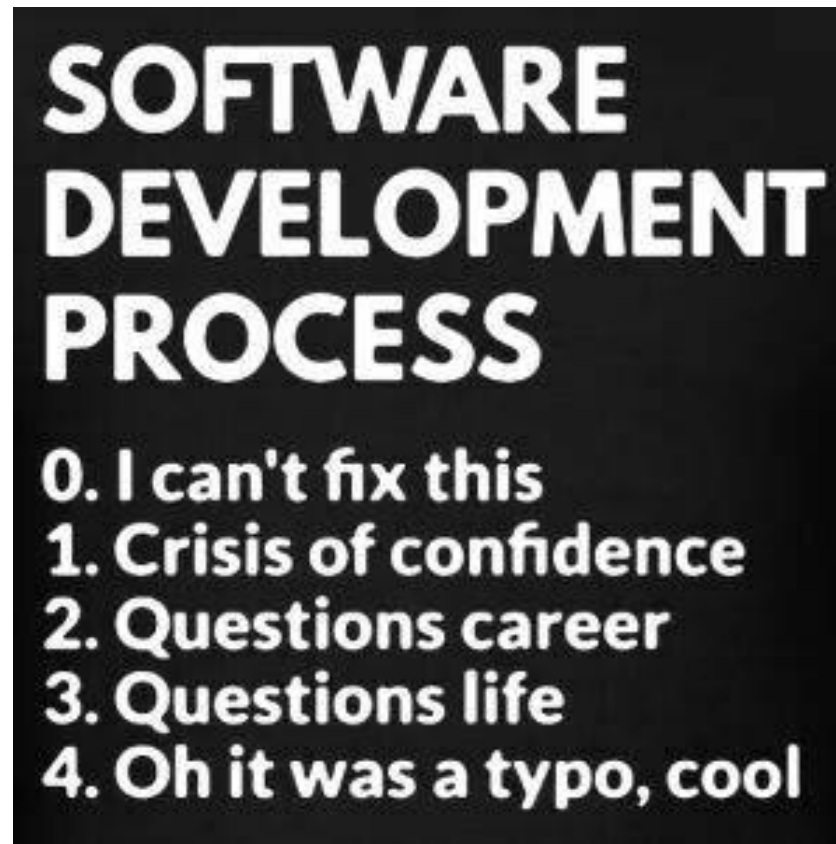 SOFTWARE
DEVELOPMENT
PROCESS
0. I can't fix this
1. Crisis of confidence
2. Questions career
3. Questions life
4. Oh it was a typo, cool